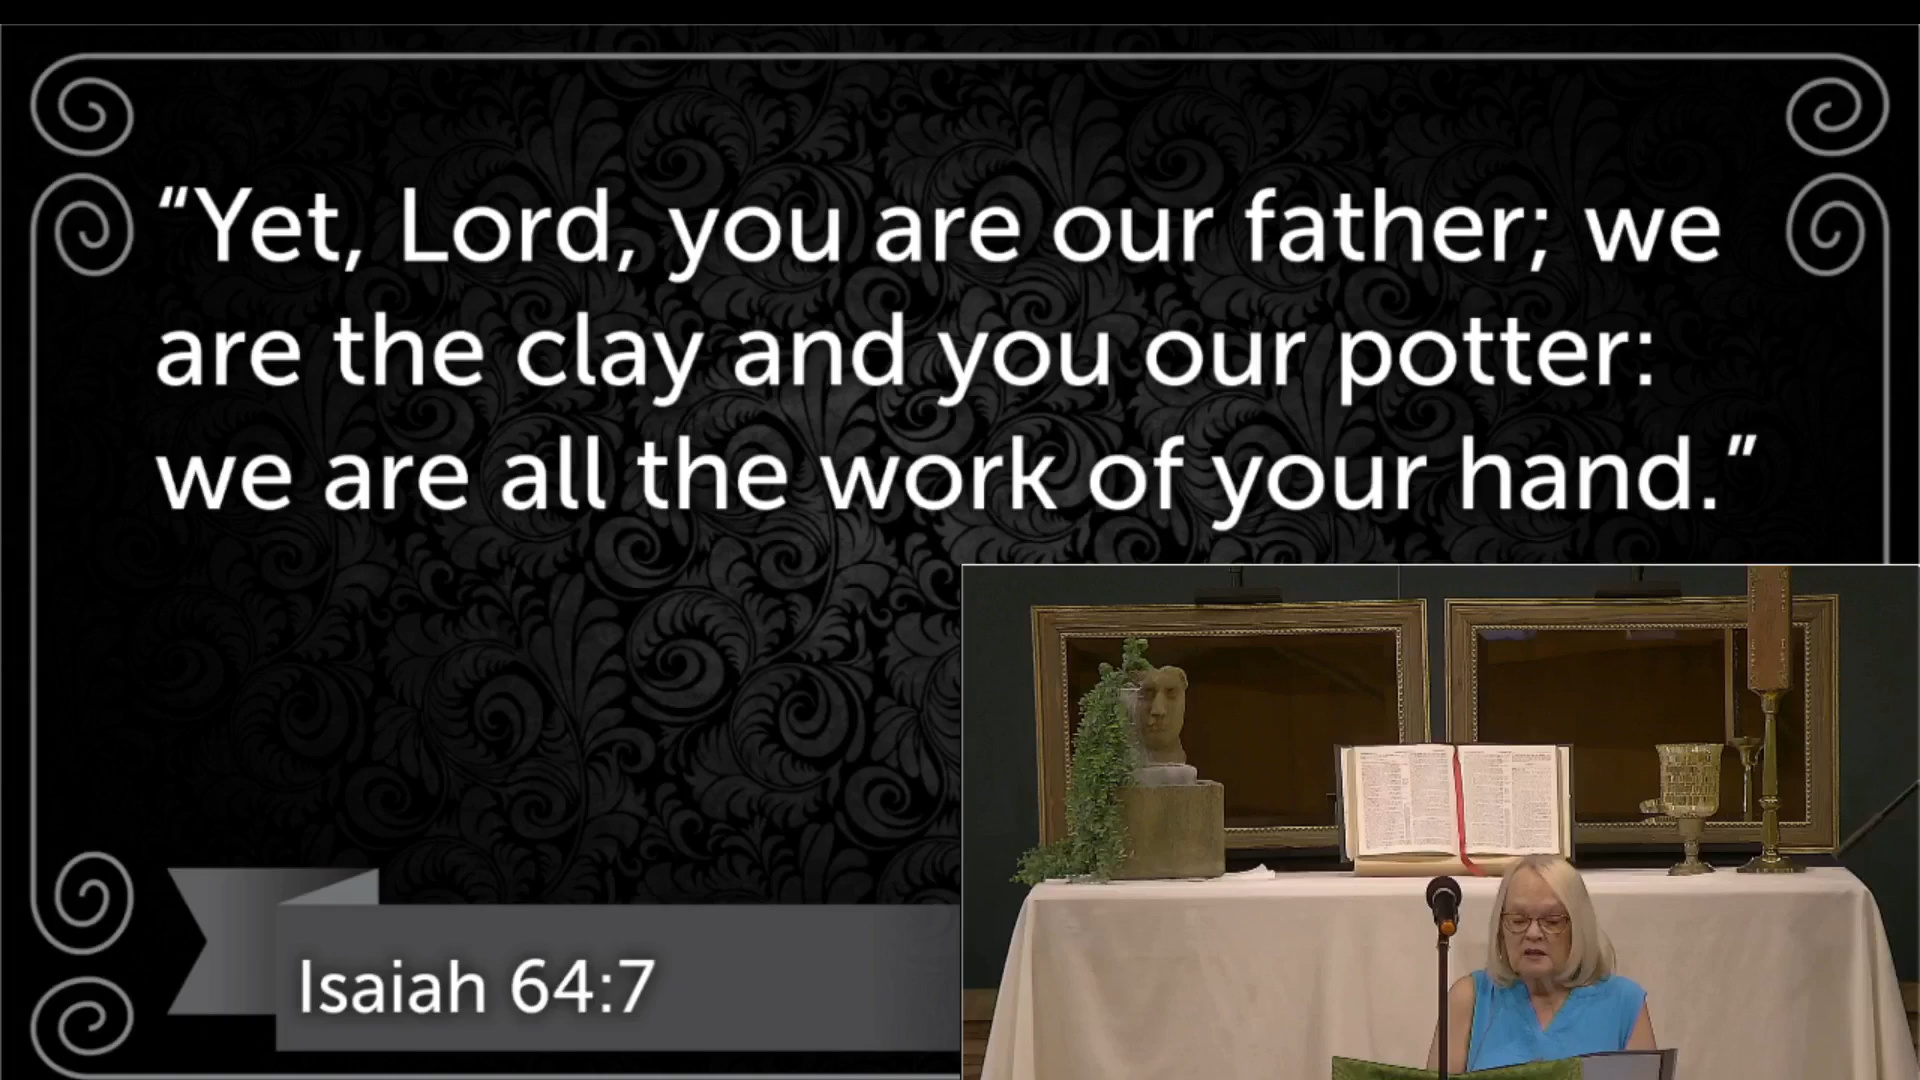 “Yet, Lord, you are our father; we
are the clay and you our potter:
we are all the work of your hand.”
Isaiah 64:7